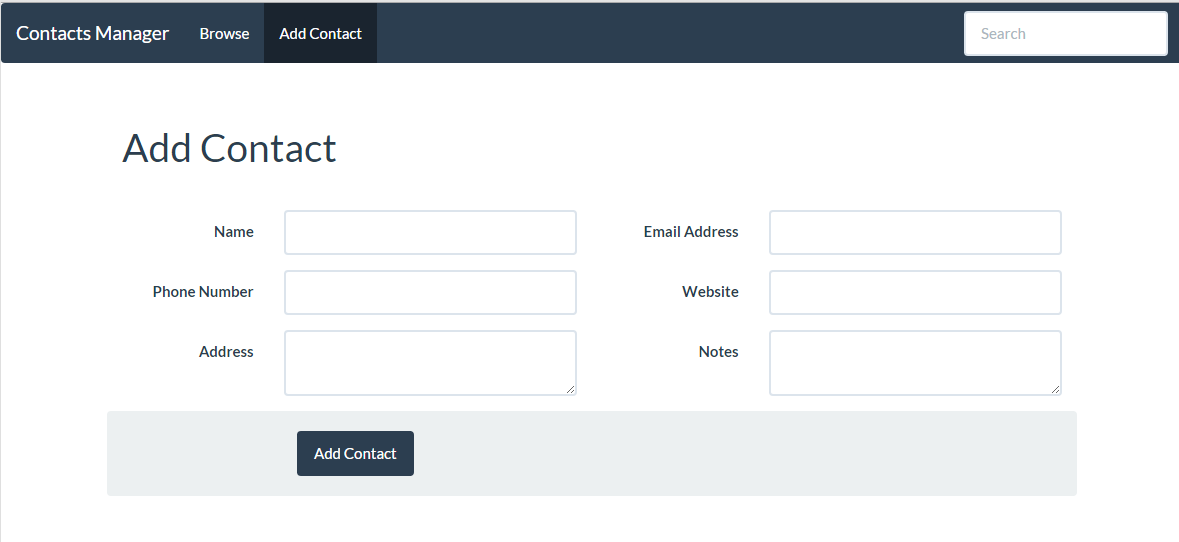 Contacts Manager Browse Add Contact Search
Add Contact
Name Email Address
Phone Number Website
Address Notes
Add Contact